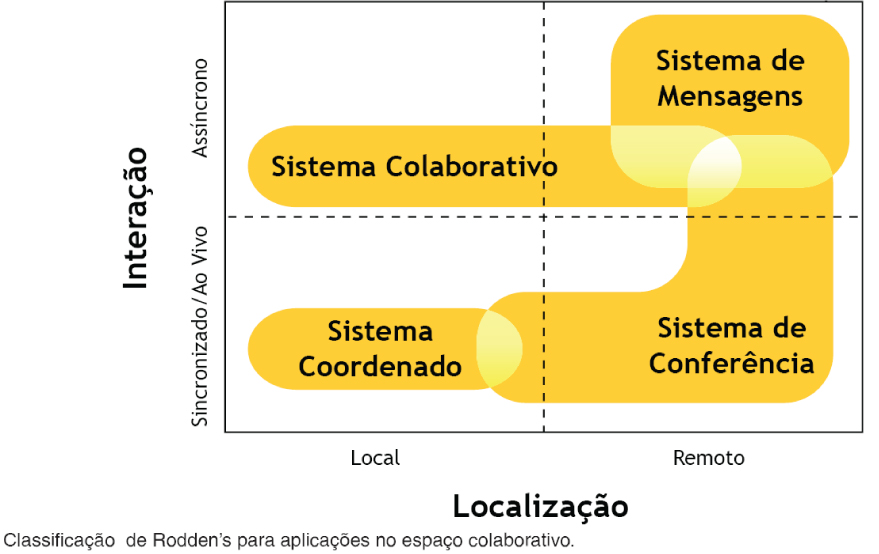 Sistema de
Mensagens
Assíncrono
Sistema Colaborativo
Interação
Sincronizado/Ao Vivo
Sistema
Coordenado
Sistema de
Conferência
Local
Remoto
Localização
Classificação de Rodden's para aplicações no espaço colaborativo.